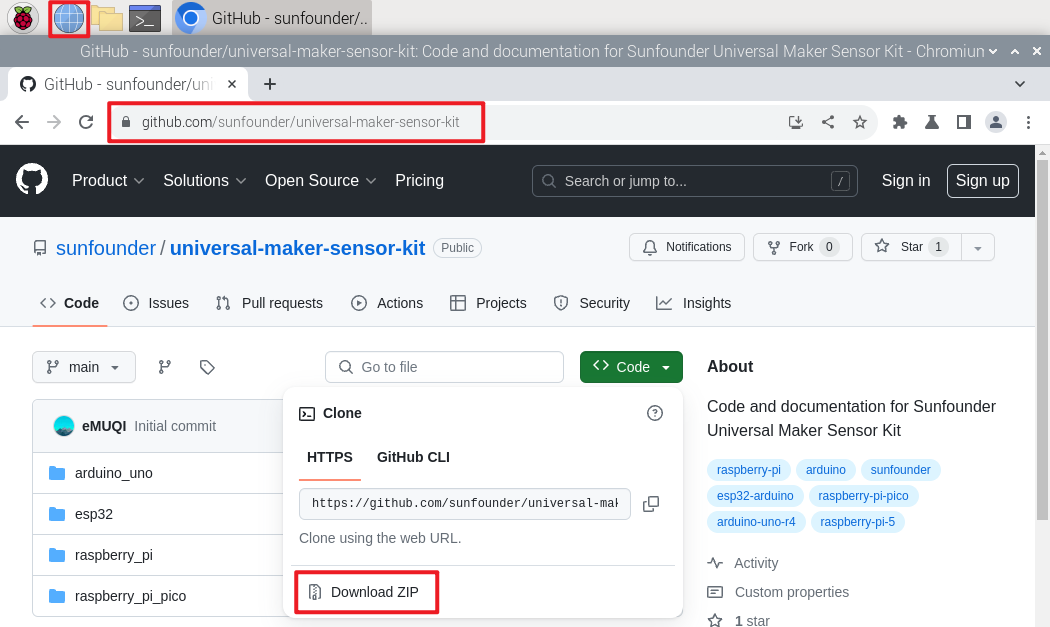 >_
GitHub - sunfounder/..
GitHub - sunfounder/universal-maker-sensor-kit: Code and documentation for Sunfounder Universal Maker Sensor Kit - Chromiun
GitHub - sunfounder/uni
github.com/sunfounder/universal-maker-sensor-kit
Product Solutions Open Source Pricing Search or jump to... / Sign in Sign up
sunfounder / universal-maker-sensor-kit Public Notifications Fork 0 Star 1
Code Issues Pull requests Actions Projects Security Insights
main Go to file Code About
Clone
Code and documentation for Sunfounder
Universal Maker Sensor Kit
eMUQI Initial commit
HTTPS GitHub CLI
raspberry-pi arduino sunfounder
arduino_uno
esp32-arduino raspberry-pi-pico
https://github.com/sunfounder/universal-mak
esp32
arduino-uno-r4 raspberry-pi-5
Clone using the web URL.
raspberry_pi
Activity
Download ZIP
raspberry_pi_pico
Custom properties
1 star